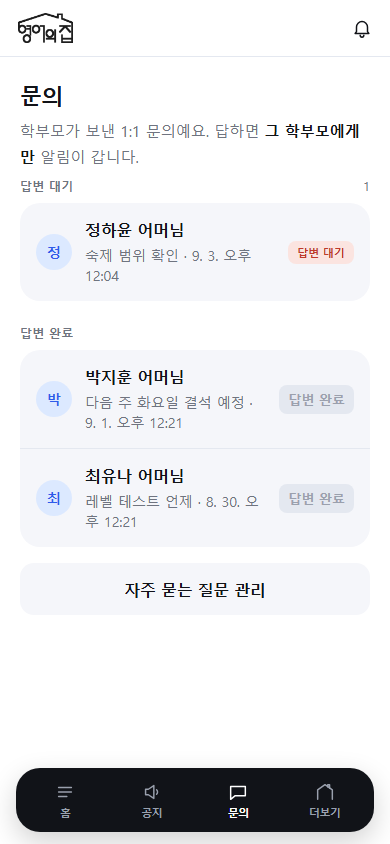 영어의집
문의
학부모가 보낸 1:1 문의예요. 답하면 그 학부모에게
만 알림이 갑니다.
답변 대기 1
정하윤 어머님
정
숙제 범위 확인 · 9. 3. 오후
12:04
답변 대기
답변 완료
박지훈 어머님
박
다음 주 화요일 결석 예정 ·
9. 1. 오후 12:21
답변 완료
최유나 어머님
최
레벨 테스트 언제 · 8. 30. 오
후 12:21
답변 완료
자주 묻는 질문 관리
홈 공지 문의 더보기